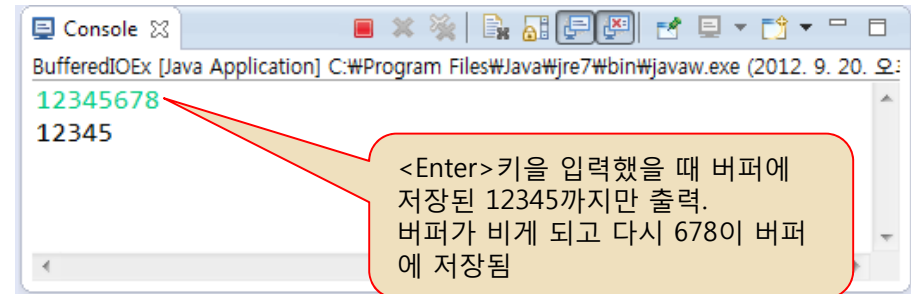 Console
BufferedIOEx [Java Application] C:₩Program Files₩Java₩jre7₩bin₩javaw.exe (2012. 9. 20.
12345678
12345
<Enter>키을 입력했을 때 버퍼에
저장된 12345까지만 출력.
버퍼가 비게 되고 다시 678이 버퍼
에 저장됨